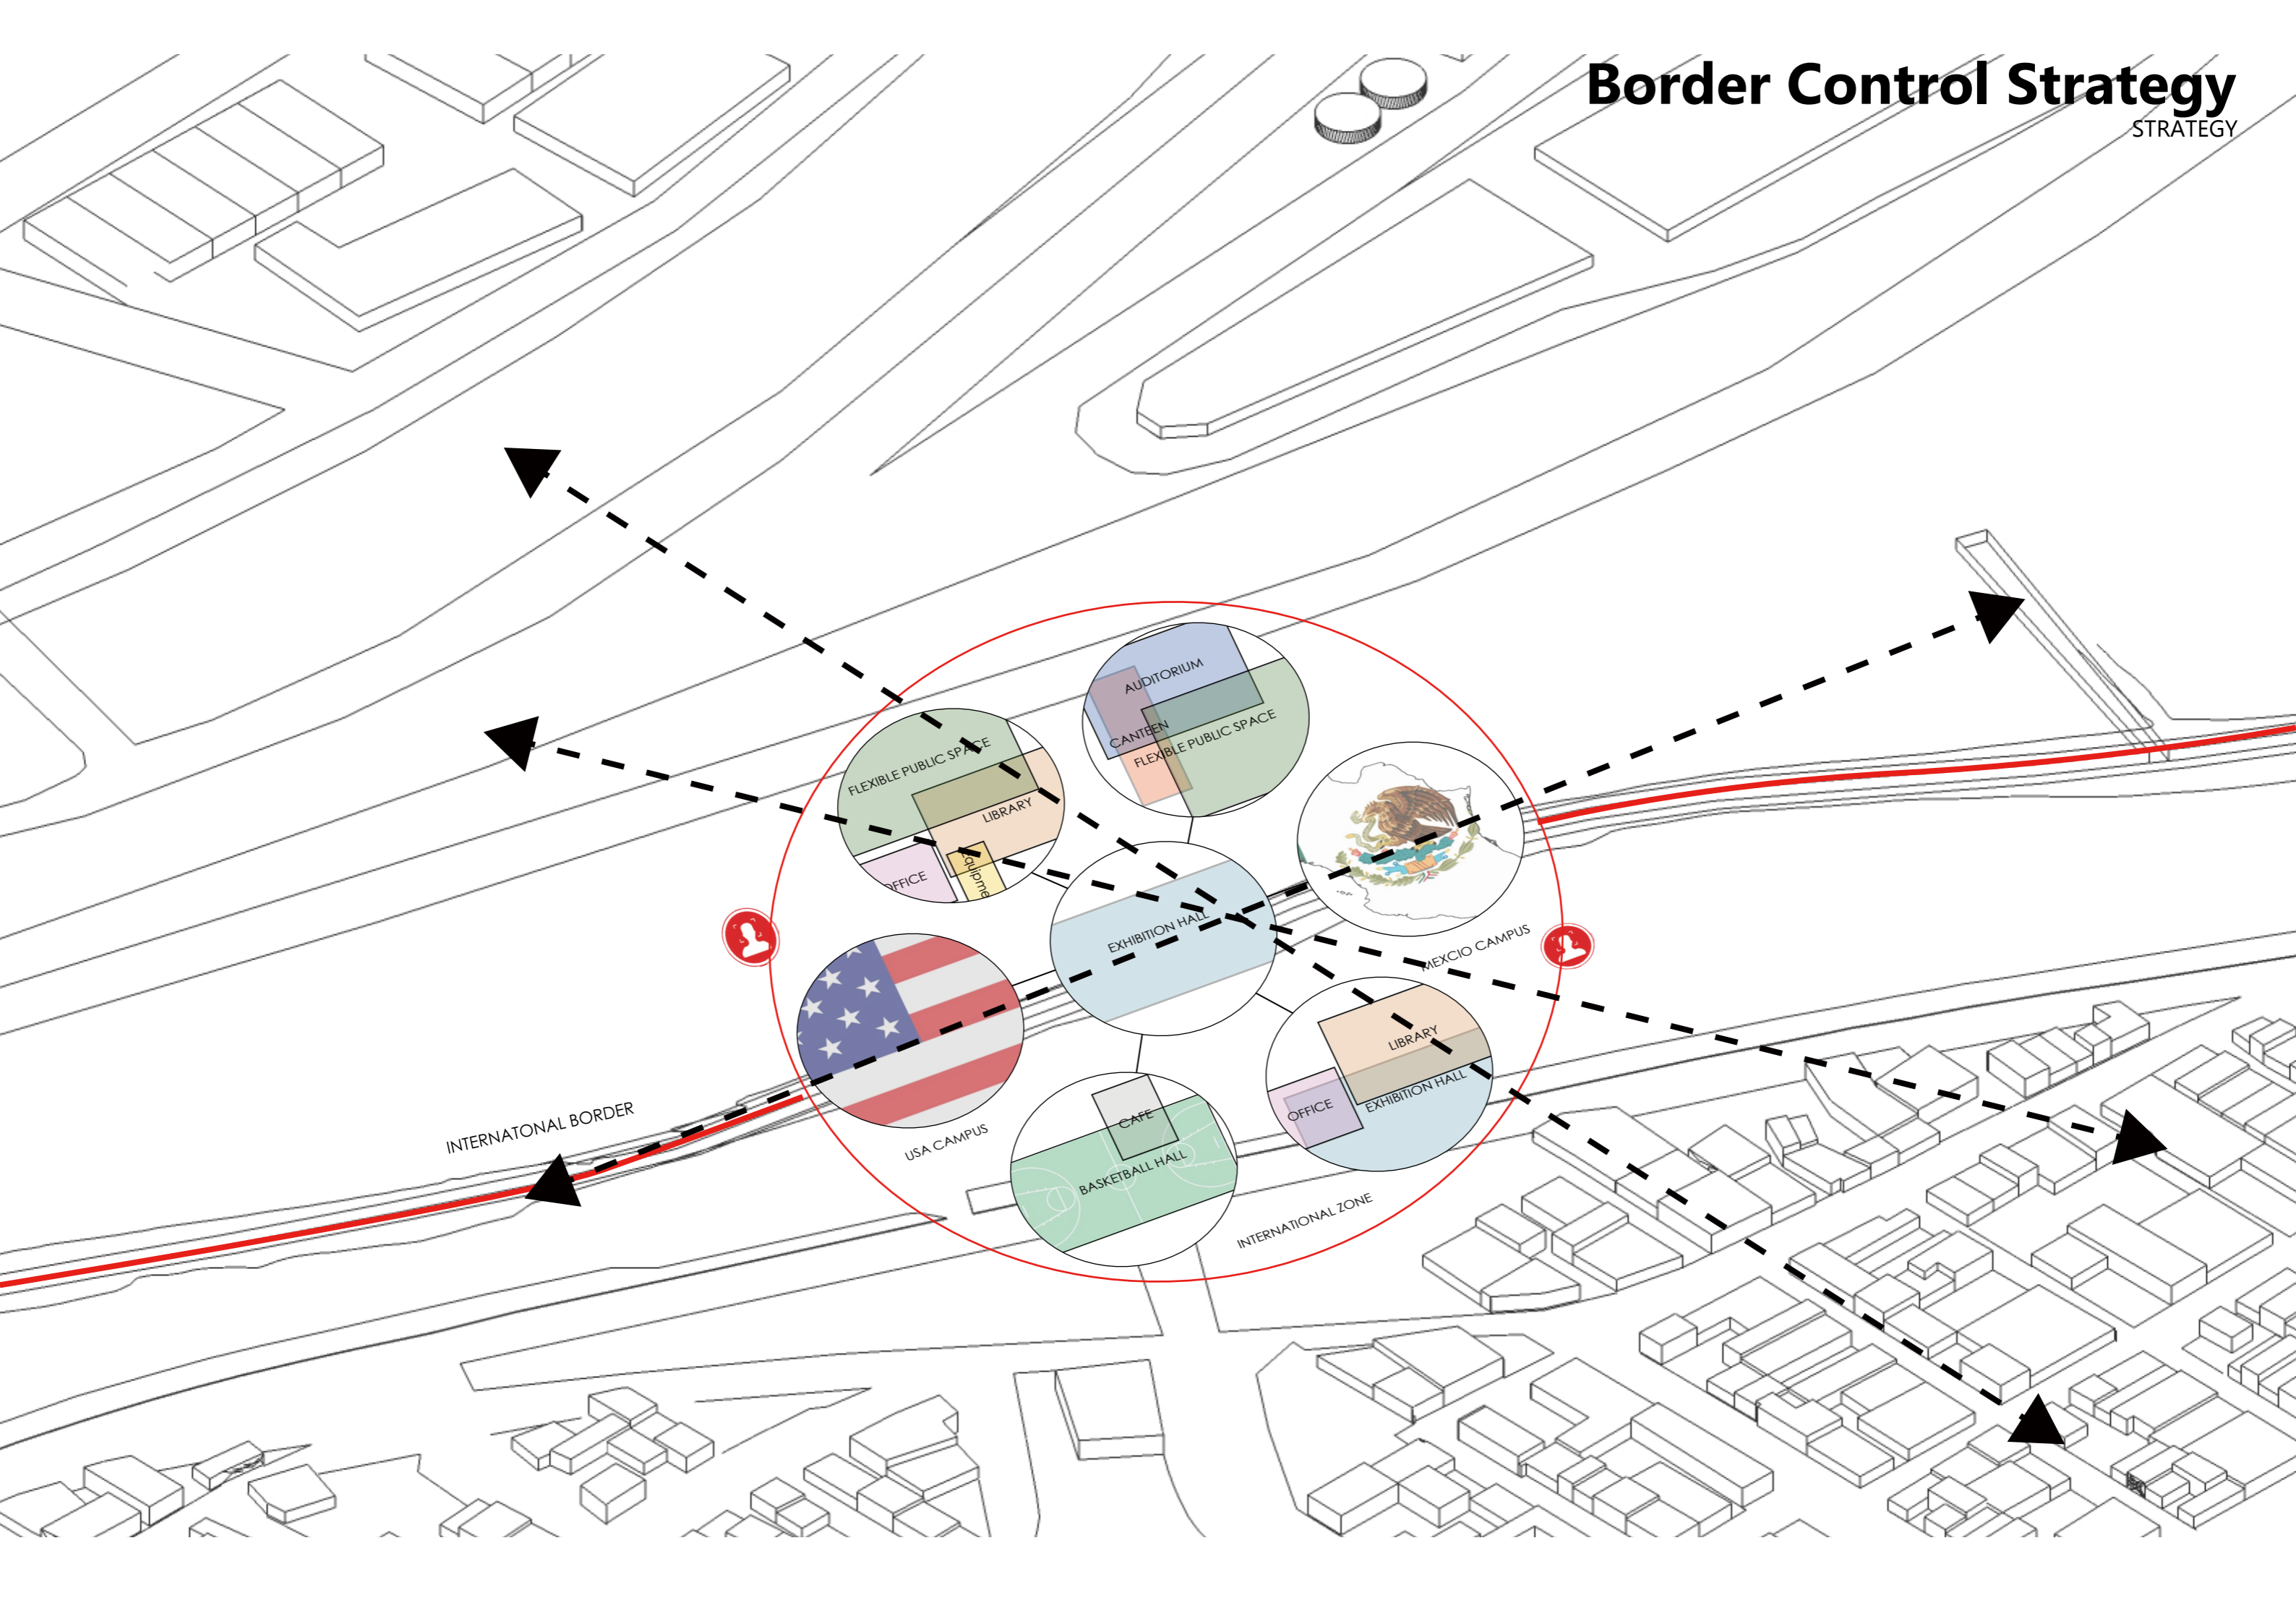 Border Control Strategy
STRATEGY
AUDITORIUM
CANTEEN
FLEXIBLE PUBLIC SPACE
FLEXIBLE PUBLIC SPACE
LIBRARY
OFFICE
Equipme
EXHIBITION HALL
MEXCIO CAMPUS
LIBRARY
OFFICE
EXHIBITION HALL
INTERNATONAL BORDER
USA CAMPUS
CAFE
BASKETBALL HALL
INTERNATIONAL ZONE